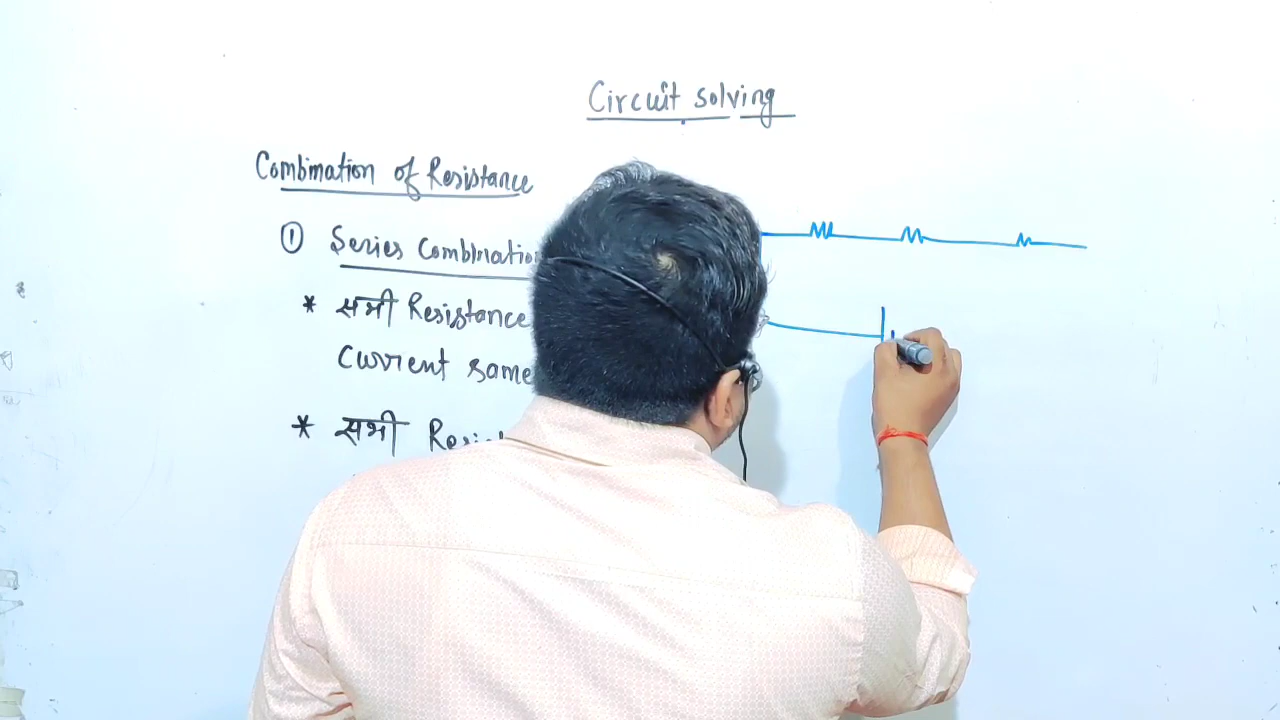 Circuit solving
Combination of Resistance
① Series Combination
* सभी Resistance
Current same
* सभी